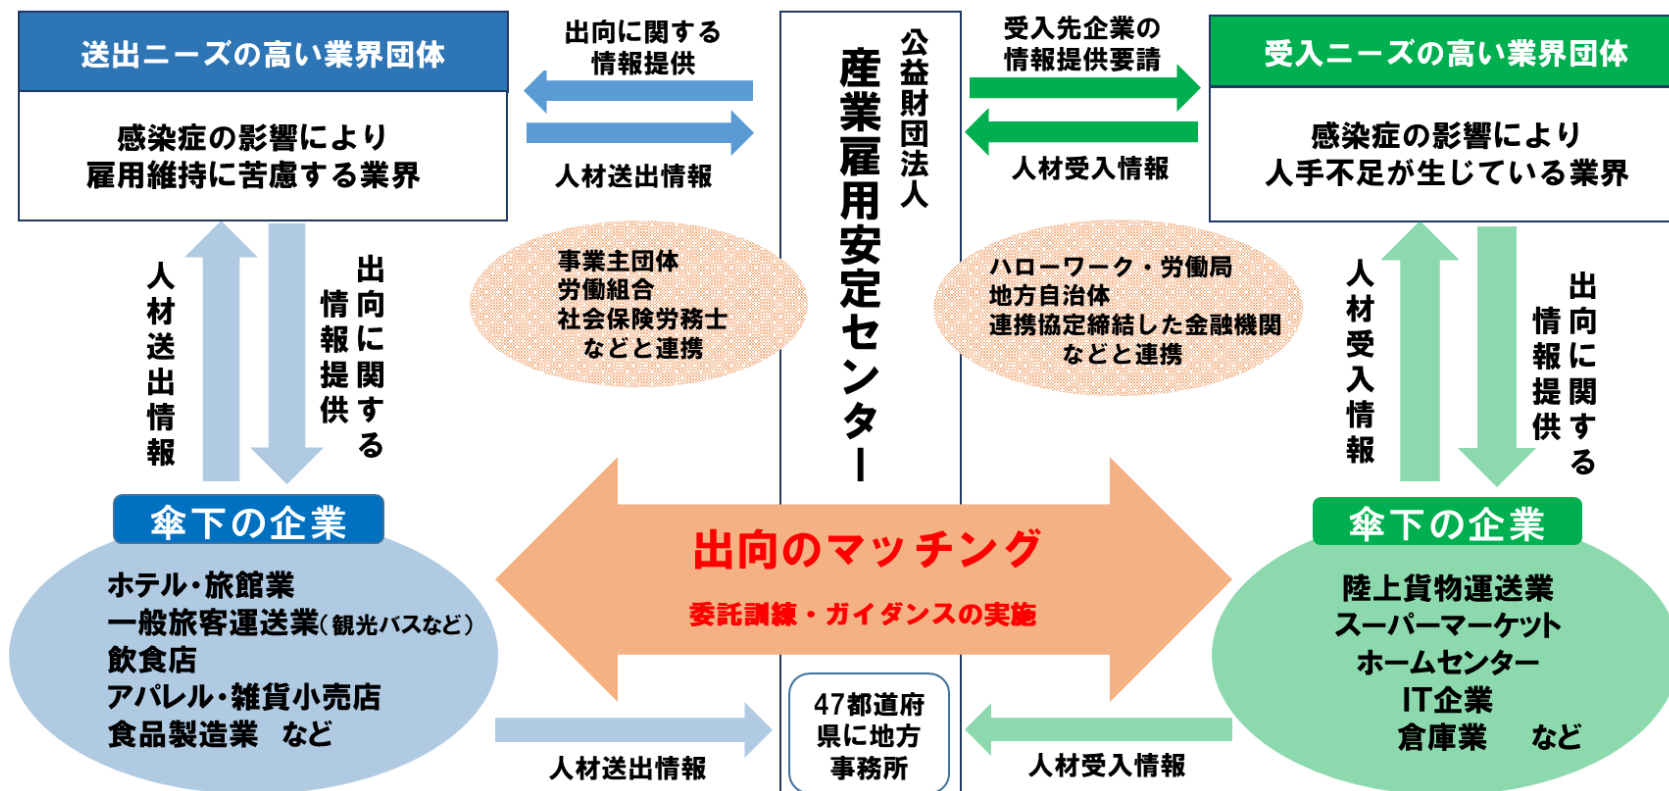 送出ニーズの高い業界団体
感染症の影響により
雇用維持に苦慮する業界
出向に関する
情報提供
人材送出情報
公益財団法人
産業雇用安定センター
受入先企業の
情報提供要請
人材受入情報
受入ニーズの高い業界団体
感染症の影響により
人手不足が生じている業界
人材送出情報
出向に関する
情報提供
事業主団体
労働組合
社会保険労務士
などと連携
ハローワーク・労働局
地方自治体
連携協定締結した金融機関
などと連携
人材受入情報
出向に関する
情報提供
傘下の企業
ホテル・旅館業
一般旅客運送業(観光バスなど)
飲食店
アパレル・雑貨小売店
食品製造業 など
出向のマッチング
委託訓練・ガイダンスの実施
傘下の企業
陸上貨物運送業
スーパーマーケット
ホームセンター
IT企業
倉庫業 など
人材送出情報
47都道府
県に地方
事務所
人材受入情報